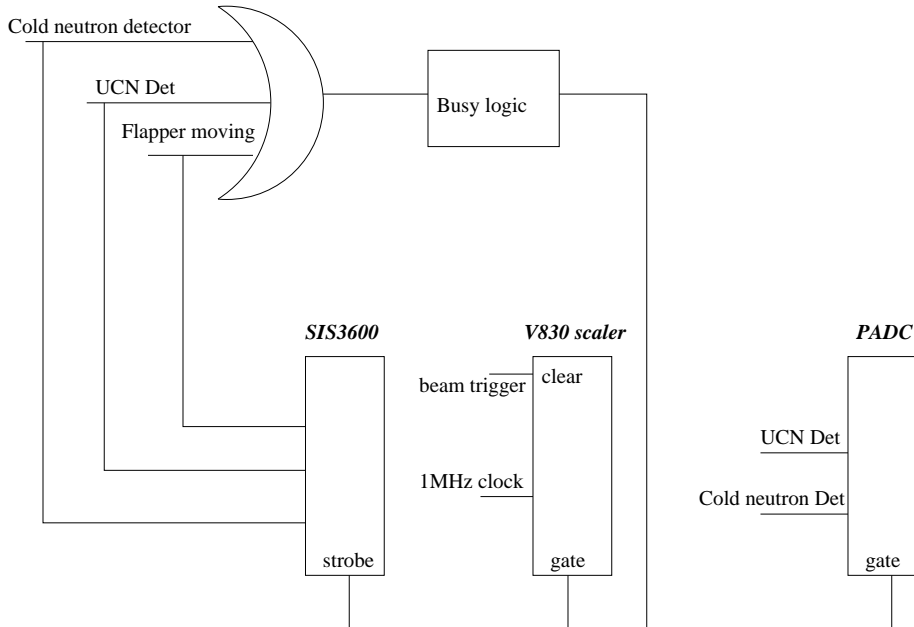 Cold neutron detector
UCN Det
Flapper moving
Busy logic
SIS3600
V830 scaler
PADC
beam trigger
clear
1MHz clock
UCN Det
Cold neutron Det
strobe
gate
gate